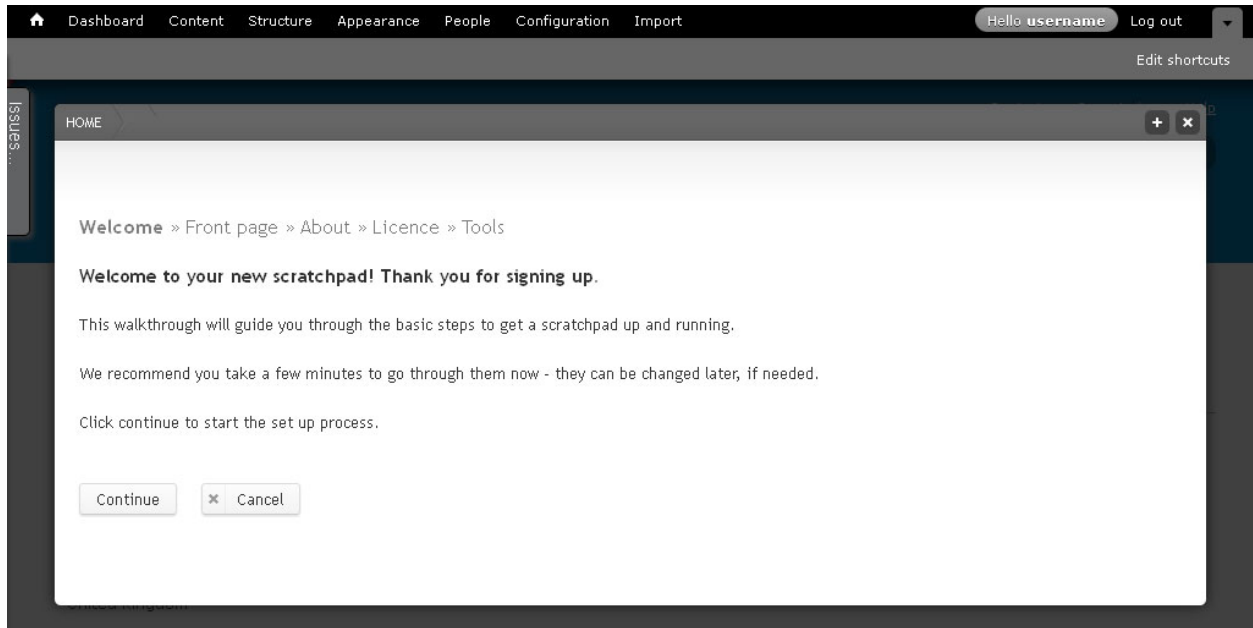 Dashboard Content Structure Appearance People Configuration Import Hello username Log out
Edit shortcuts
Issues...
HOME
Welcome » Front page » About » Licence » Tools
Welcome to your new scratchpad! Thank you for signing up.
This walkthrough will guide you through the basic steps to get a scratchpad up and running.
We recommend you take a few minutes to go through them now - they can be changed later, if needed.
Click continue to start the set up process.
Continue Cancel
United Kingdom